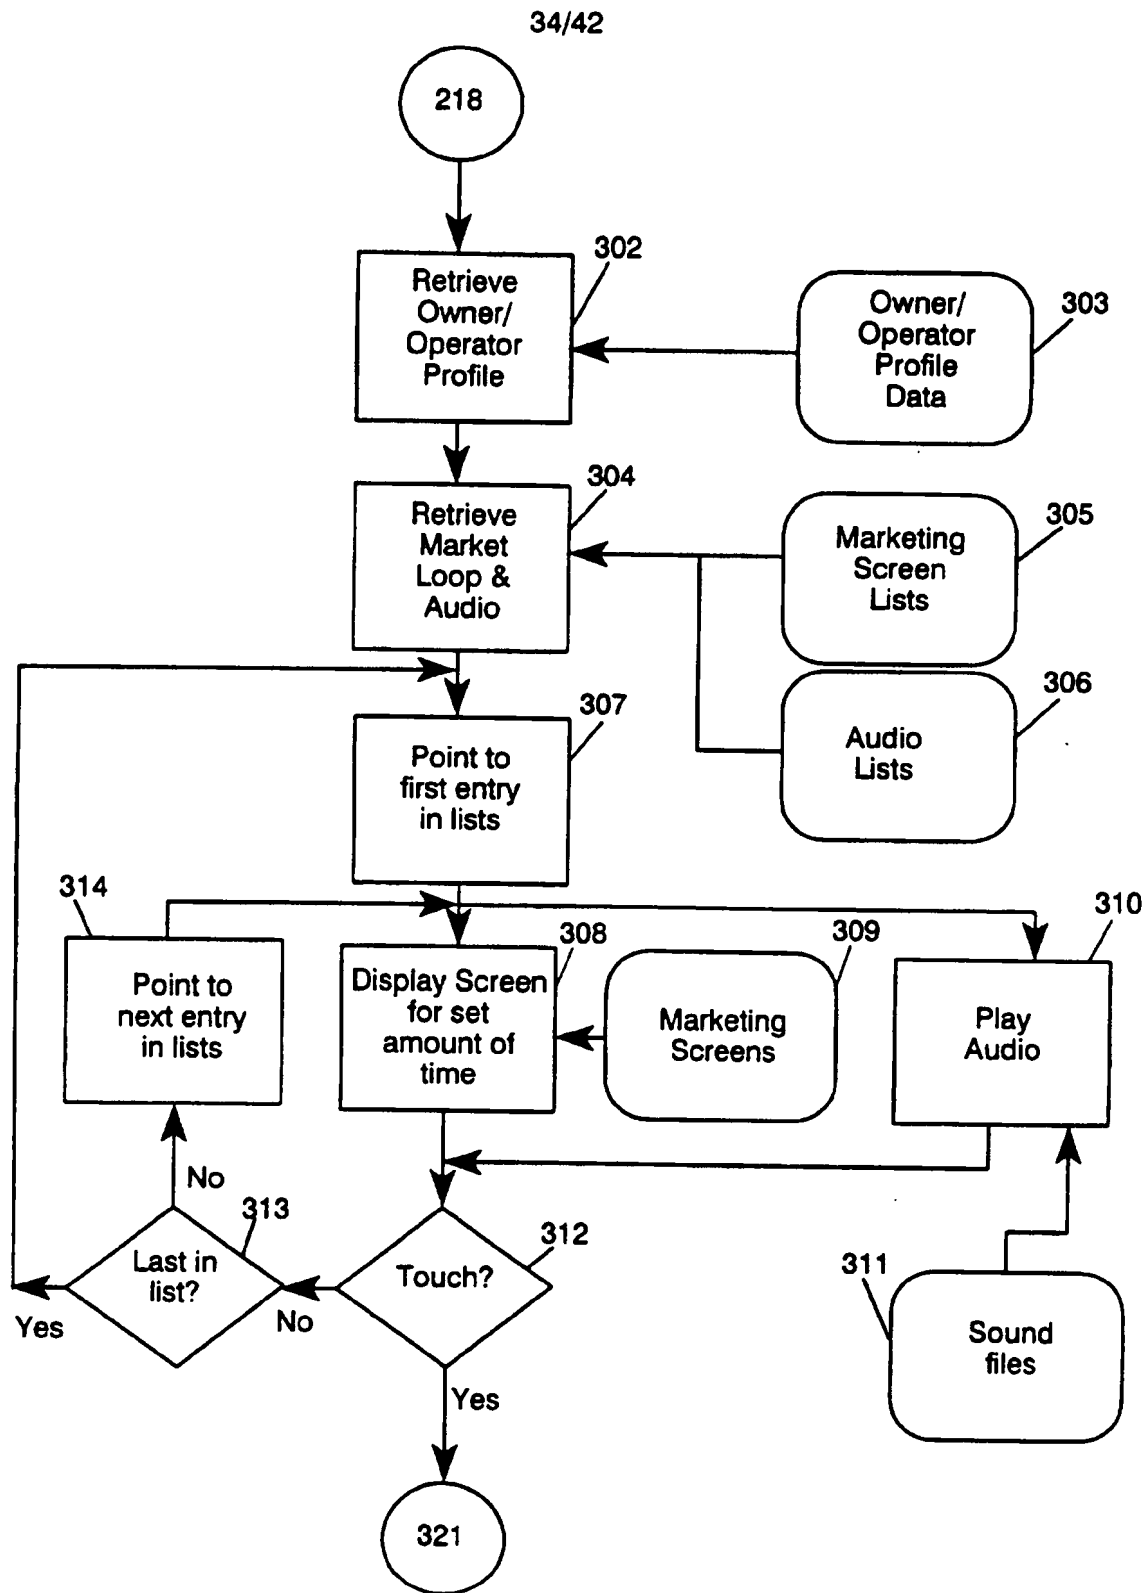 34/42
218
302
Retrieve
Owner/
Operator
Profile
Owner/
Operator
Profile
Data
303
304
Retrieve
Market
Loop &
Audio
Marketing
Screen
Lists
305
306
Audio
Lists
307
Point to
first entry
in lists
314
Point to
next entry
in lists
308
Display Screen
for set
amount of
time
309
Marketing
Screens
310
Play
Audio
No
313
Last in
list?
Yes
No
312
Touch?
Yes
311
Sound
files
321